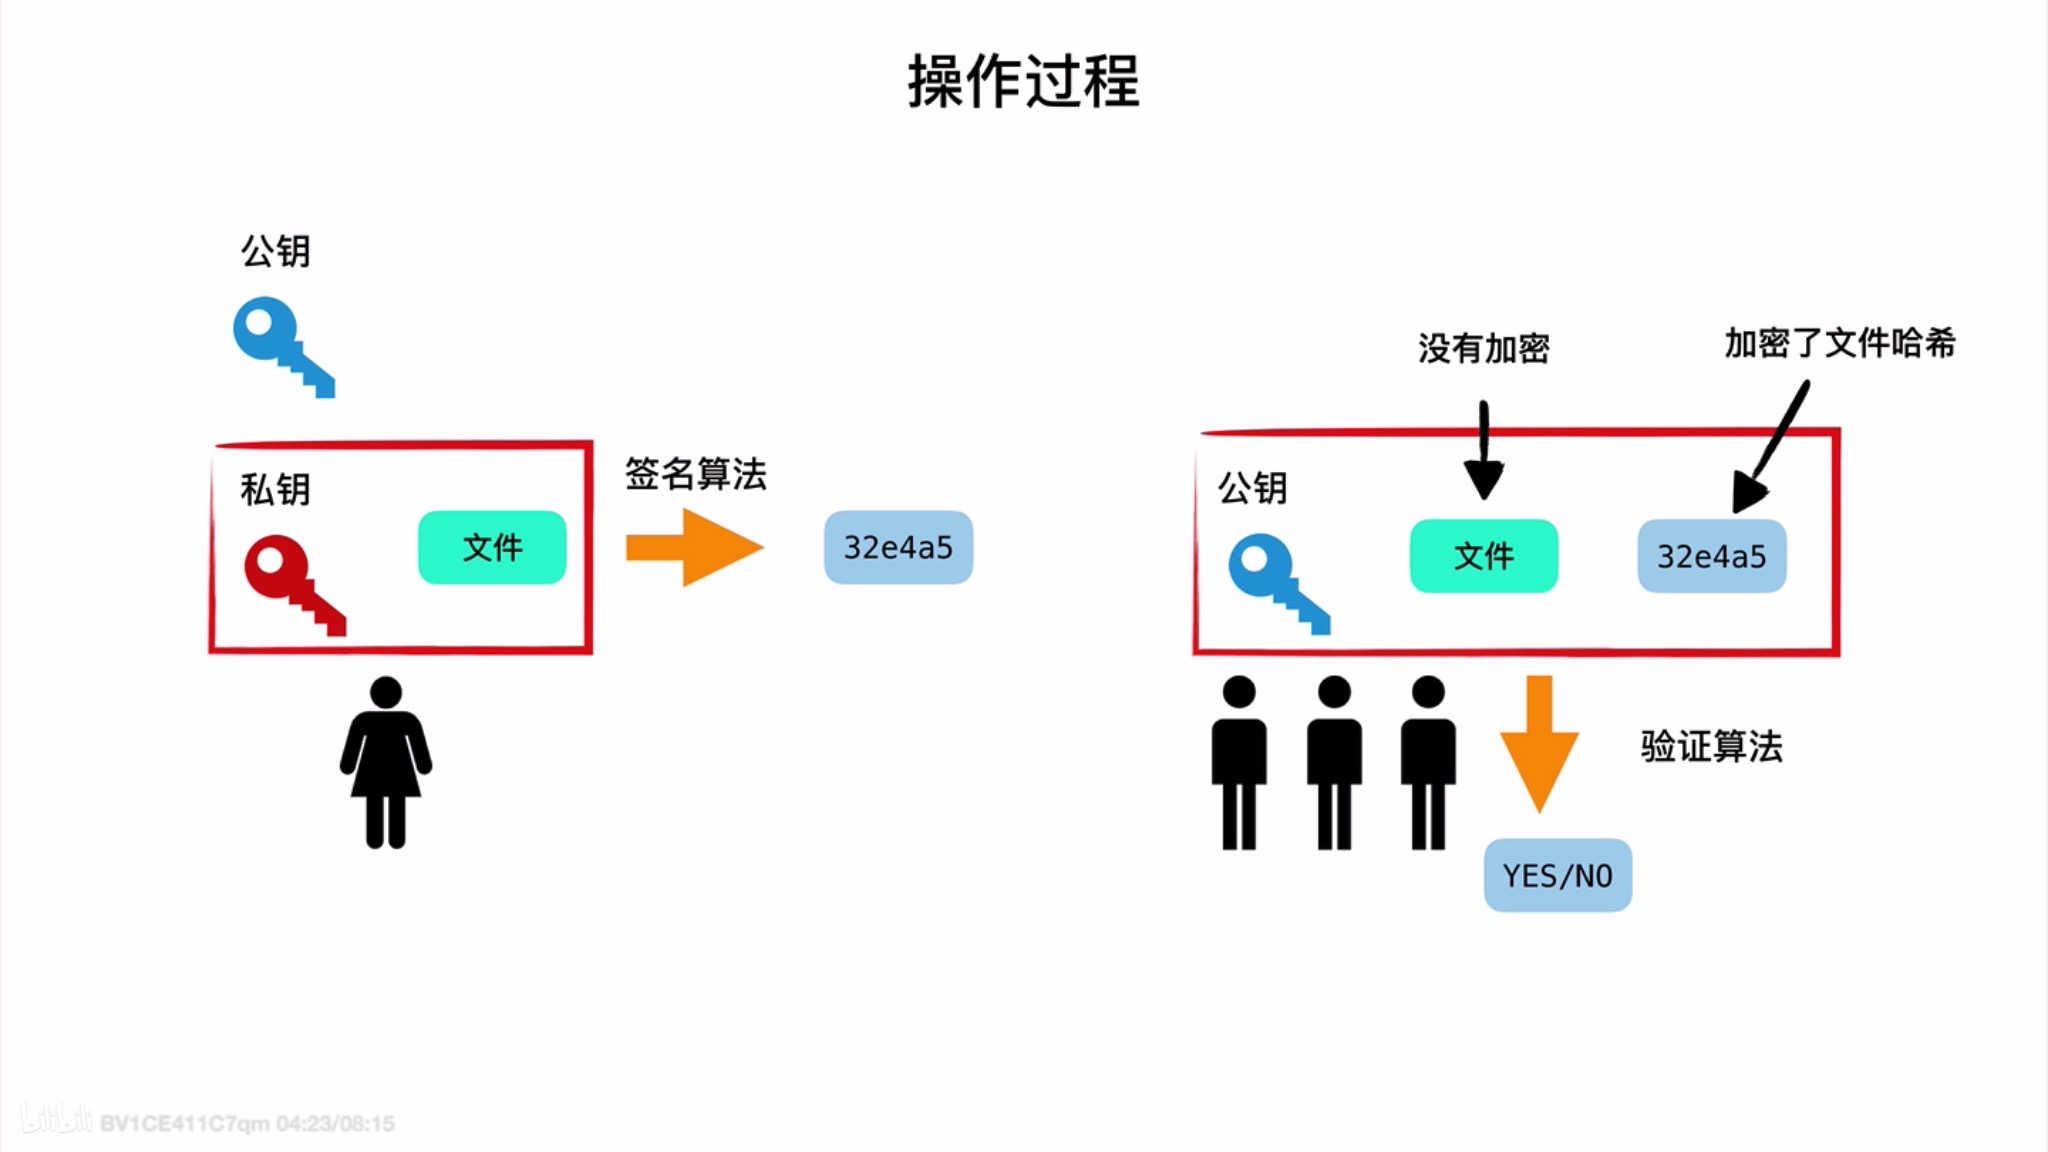 操作过程
公钥
私钥
文件
签名算法
32e4a5
没有加密
加密了文件哈希
公钥
文件
32e4a5
验证算法
YES/NO
bilibili BV1CE411C7qm 04:23/08:15